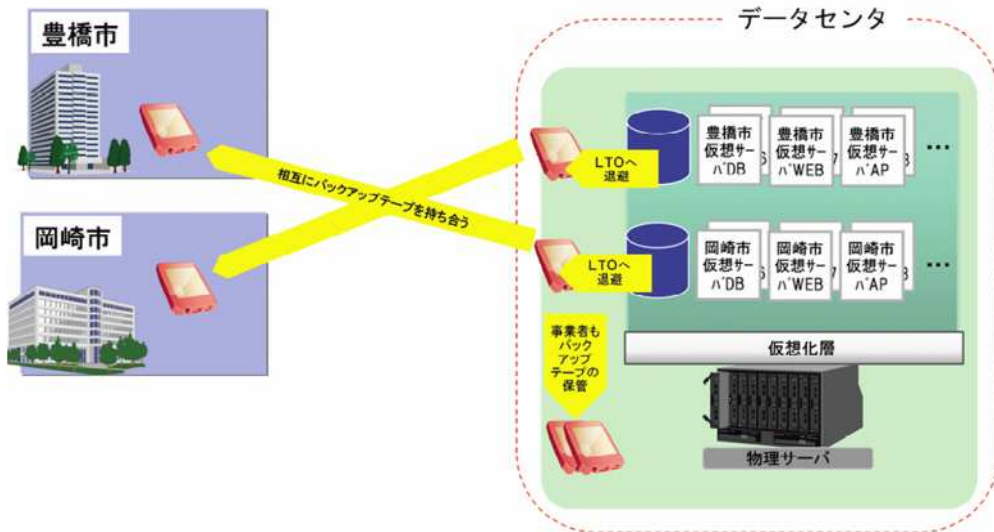 データセンタ
豊橋市
岡崎市
相互にバックアップテープを持ち合う
LTOへ
退避
豊橋市
仮想サー
バDB
6
豊橋市
仮想サー
バWEB
7
豊橋市
仮想サー
バAP
8
…
LTOへ
退避
岡崎市
仮想サー
バDB
6
岡崎市
仮想サー
バWEB
7
岡崎市
仮想サー
バAP
8
…
事業者も
バック
アップ
テープの
保管
仮想化層
物理サーバ